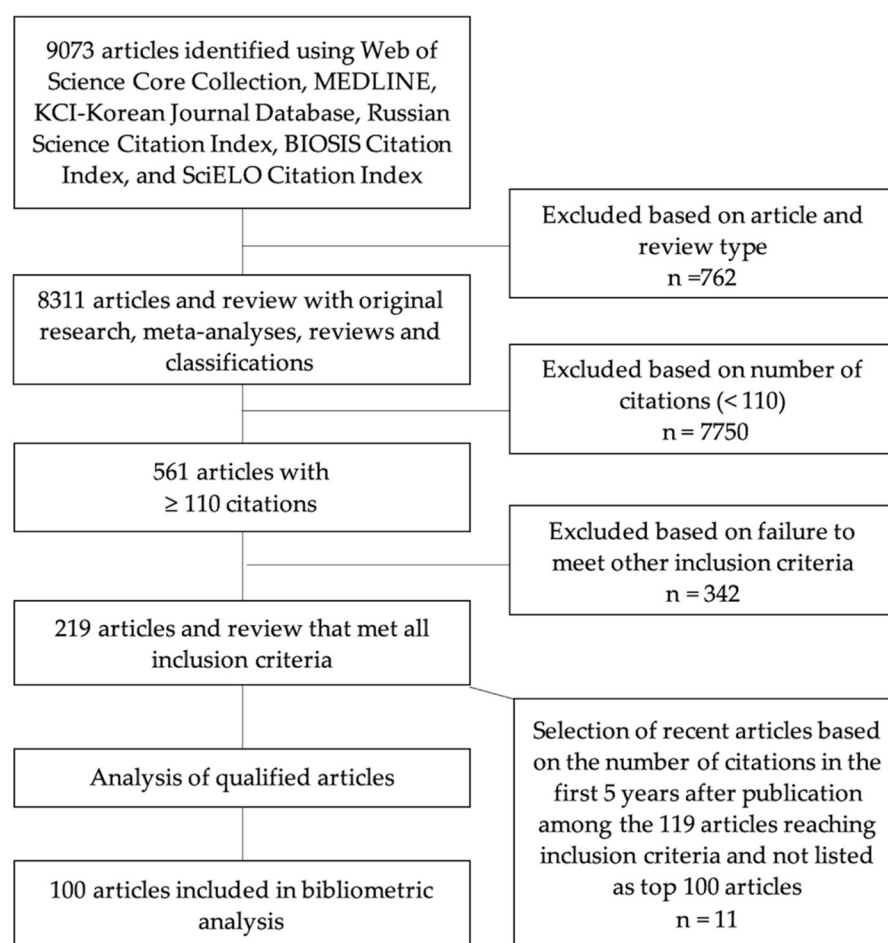 9073 articles identified using Web of
Science Core Collection, MEDLINE,
KCI-Korean Journal Database, Russian
Science Citation Index, BIOSIS Citation
Index, and SciELO Citation Index
Excluded based on article and
review type
n =762
8311 articles and review with original
research, meta-analyses, reviews and
classifications
Excluded based on number of
citations (< 110)
n = 7750
561 articles with
≥ 110 citations
Excluded based on failure to
meet other inclusion criteria
n = 342
219 articles and review that met all
inclusion criteria
Selection of recent articles based
on the number of citations in the
first 5 years after publication
among the 119 articles reaching
inclusion criteria and not listed
as top 100 articles
n = 11
Analysis of qualified articles
100 articles included in bibliometric
analysis